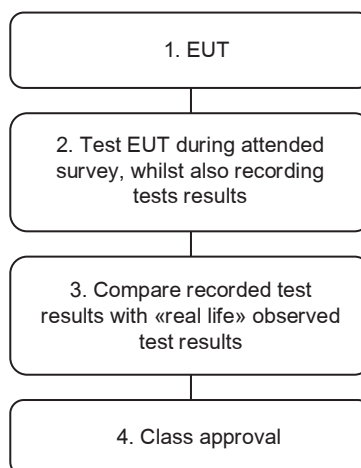 1. EUT
2. Test EUT during attended
survey, whilst also recording
tests results
3. Compare recorded test
results with «real life» observed
test results
4. Class approval